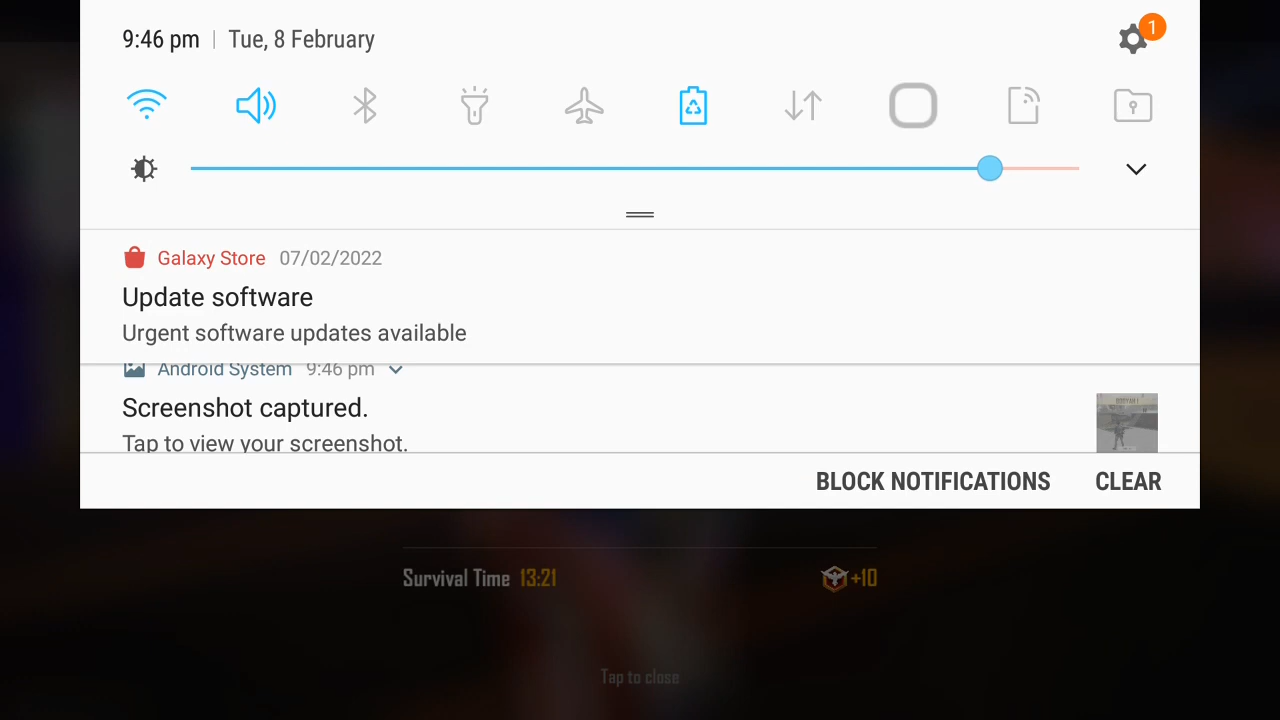 9:46 pm | Tue, 8 February
1
Galaxy Store 07/02/2022
Update software
Urgent software updates available
Android System 9:46 pm
Screenshot captured.
Tap to view your screenshot.
BOOYAH !
BLOCK NOTIFICATIONS CLEAR
Survival Time 13:21 +10
Tap to close